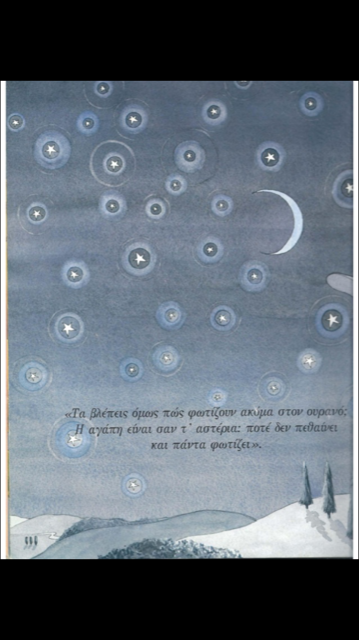 «Τα βλέπεις όμως πώς φωτίζουν ακόμα στον ουρανό;
Η αγάπη είναι σαν τ᾽ αστέρια: ποτέ δεν πεθαίνει
και πάντα φωτίζει».